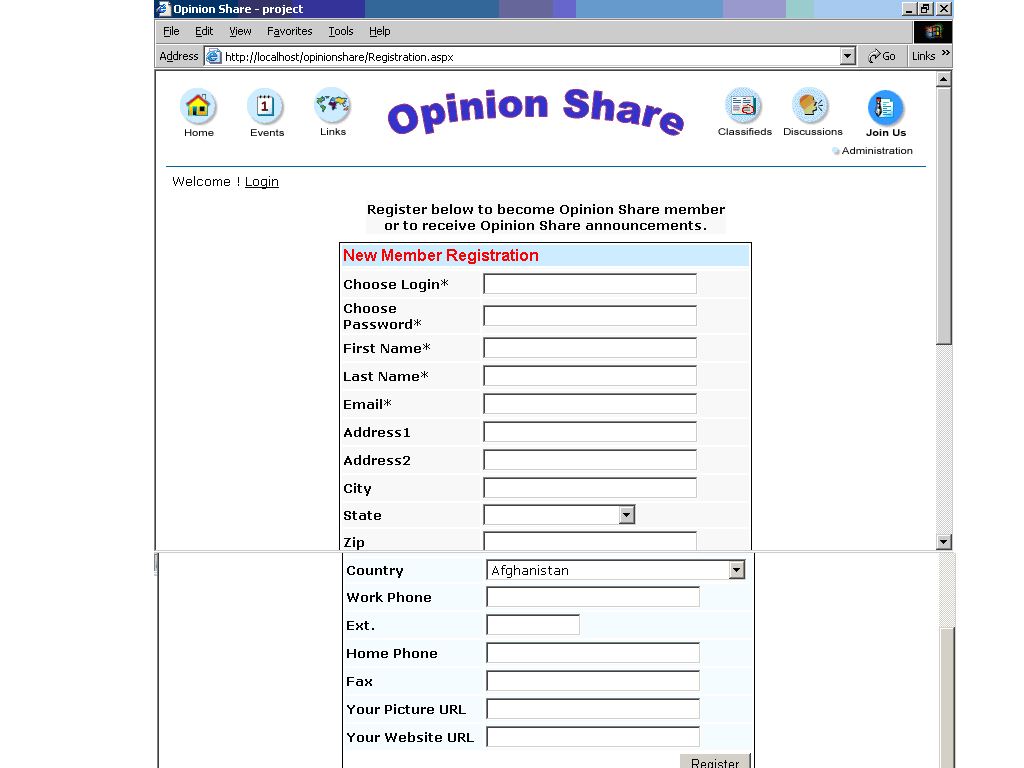 Opinion Share - project
File Edit View Favorites Tools Help
Address http://localhost/opinionshare/Registration.aspx Go Links »
Home Events Links Opinion Share Classifieds Discussions Join Us
Administration
Welcome ! Login
Register below to become Opinion Share member
or to receive Opinion Share announcements.
New Member Registration
Choose Login*
Choose
Password*
First Name*
Last Name*
Email*
Address1
Address2
City
State
Zip
Country Afghanistan
Work Phone
Ext.
Home Phone
Fax
Your Picture URL
Your Website URL
Register